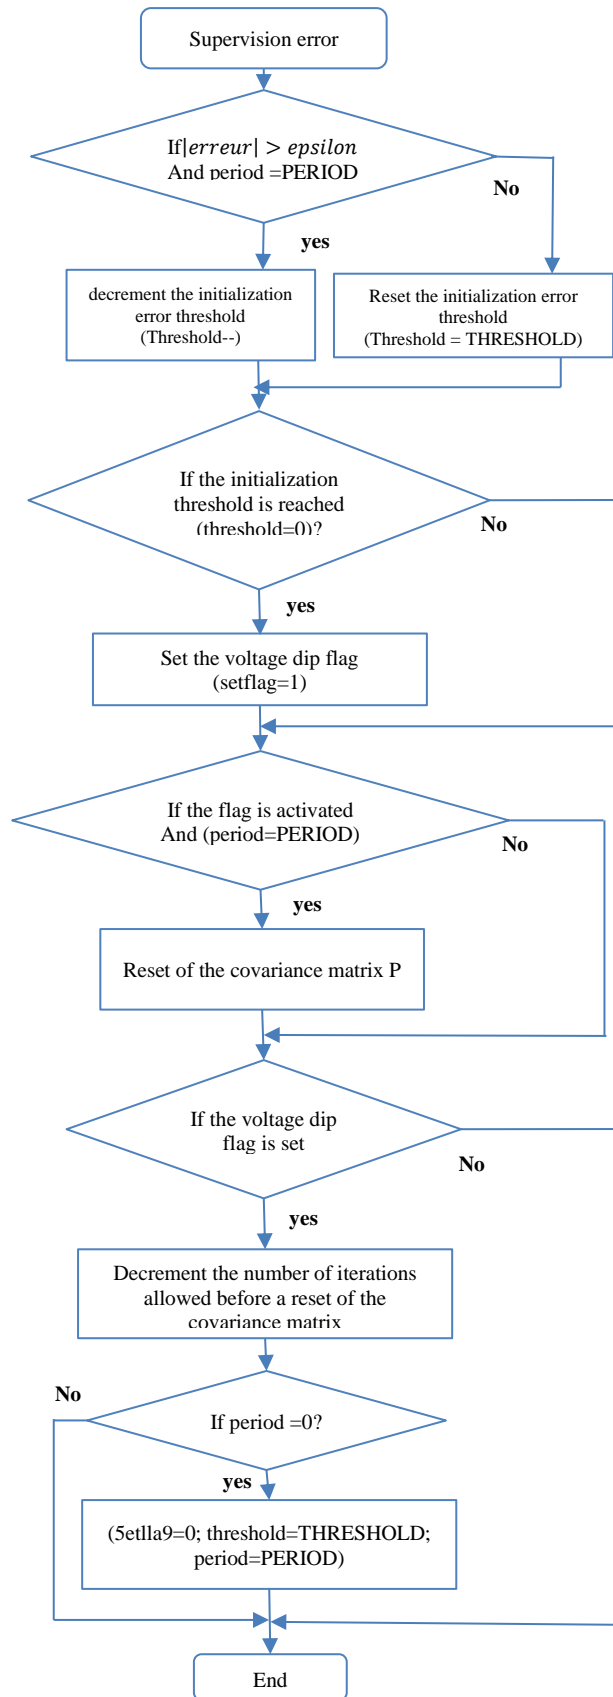 Supervision error
If|erreur| > epsilon
And period =PERIOD
No
yes
decrement the initialization
error threshold
(Threshold--)
Reset the initialization error
threshold
(Threshold = THRESHOLD)
If the initialization
threshold is reached
(threshold=0)?
No
yes
Set the voltage dip flag
(setflag=1)
If the flag is activated
And (period=PERIOD)
No
yes
Reset of the covariance matrix P
If the voltage dip
flag is set
No
yes
Decrement the number of iterations
allowed before a reset of the
covariance matrix
No
If period =0?
yes
(5etlla9=0; threshold=THRESHOLD;
period=PERIOD)
End